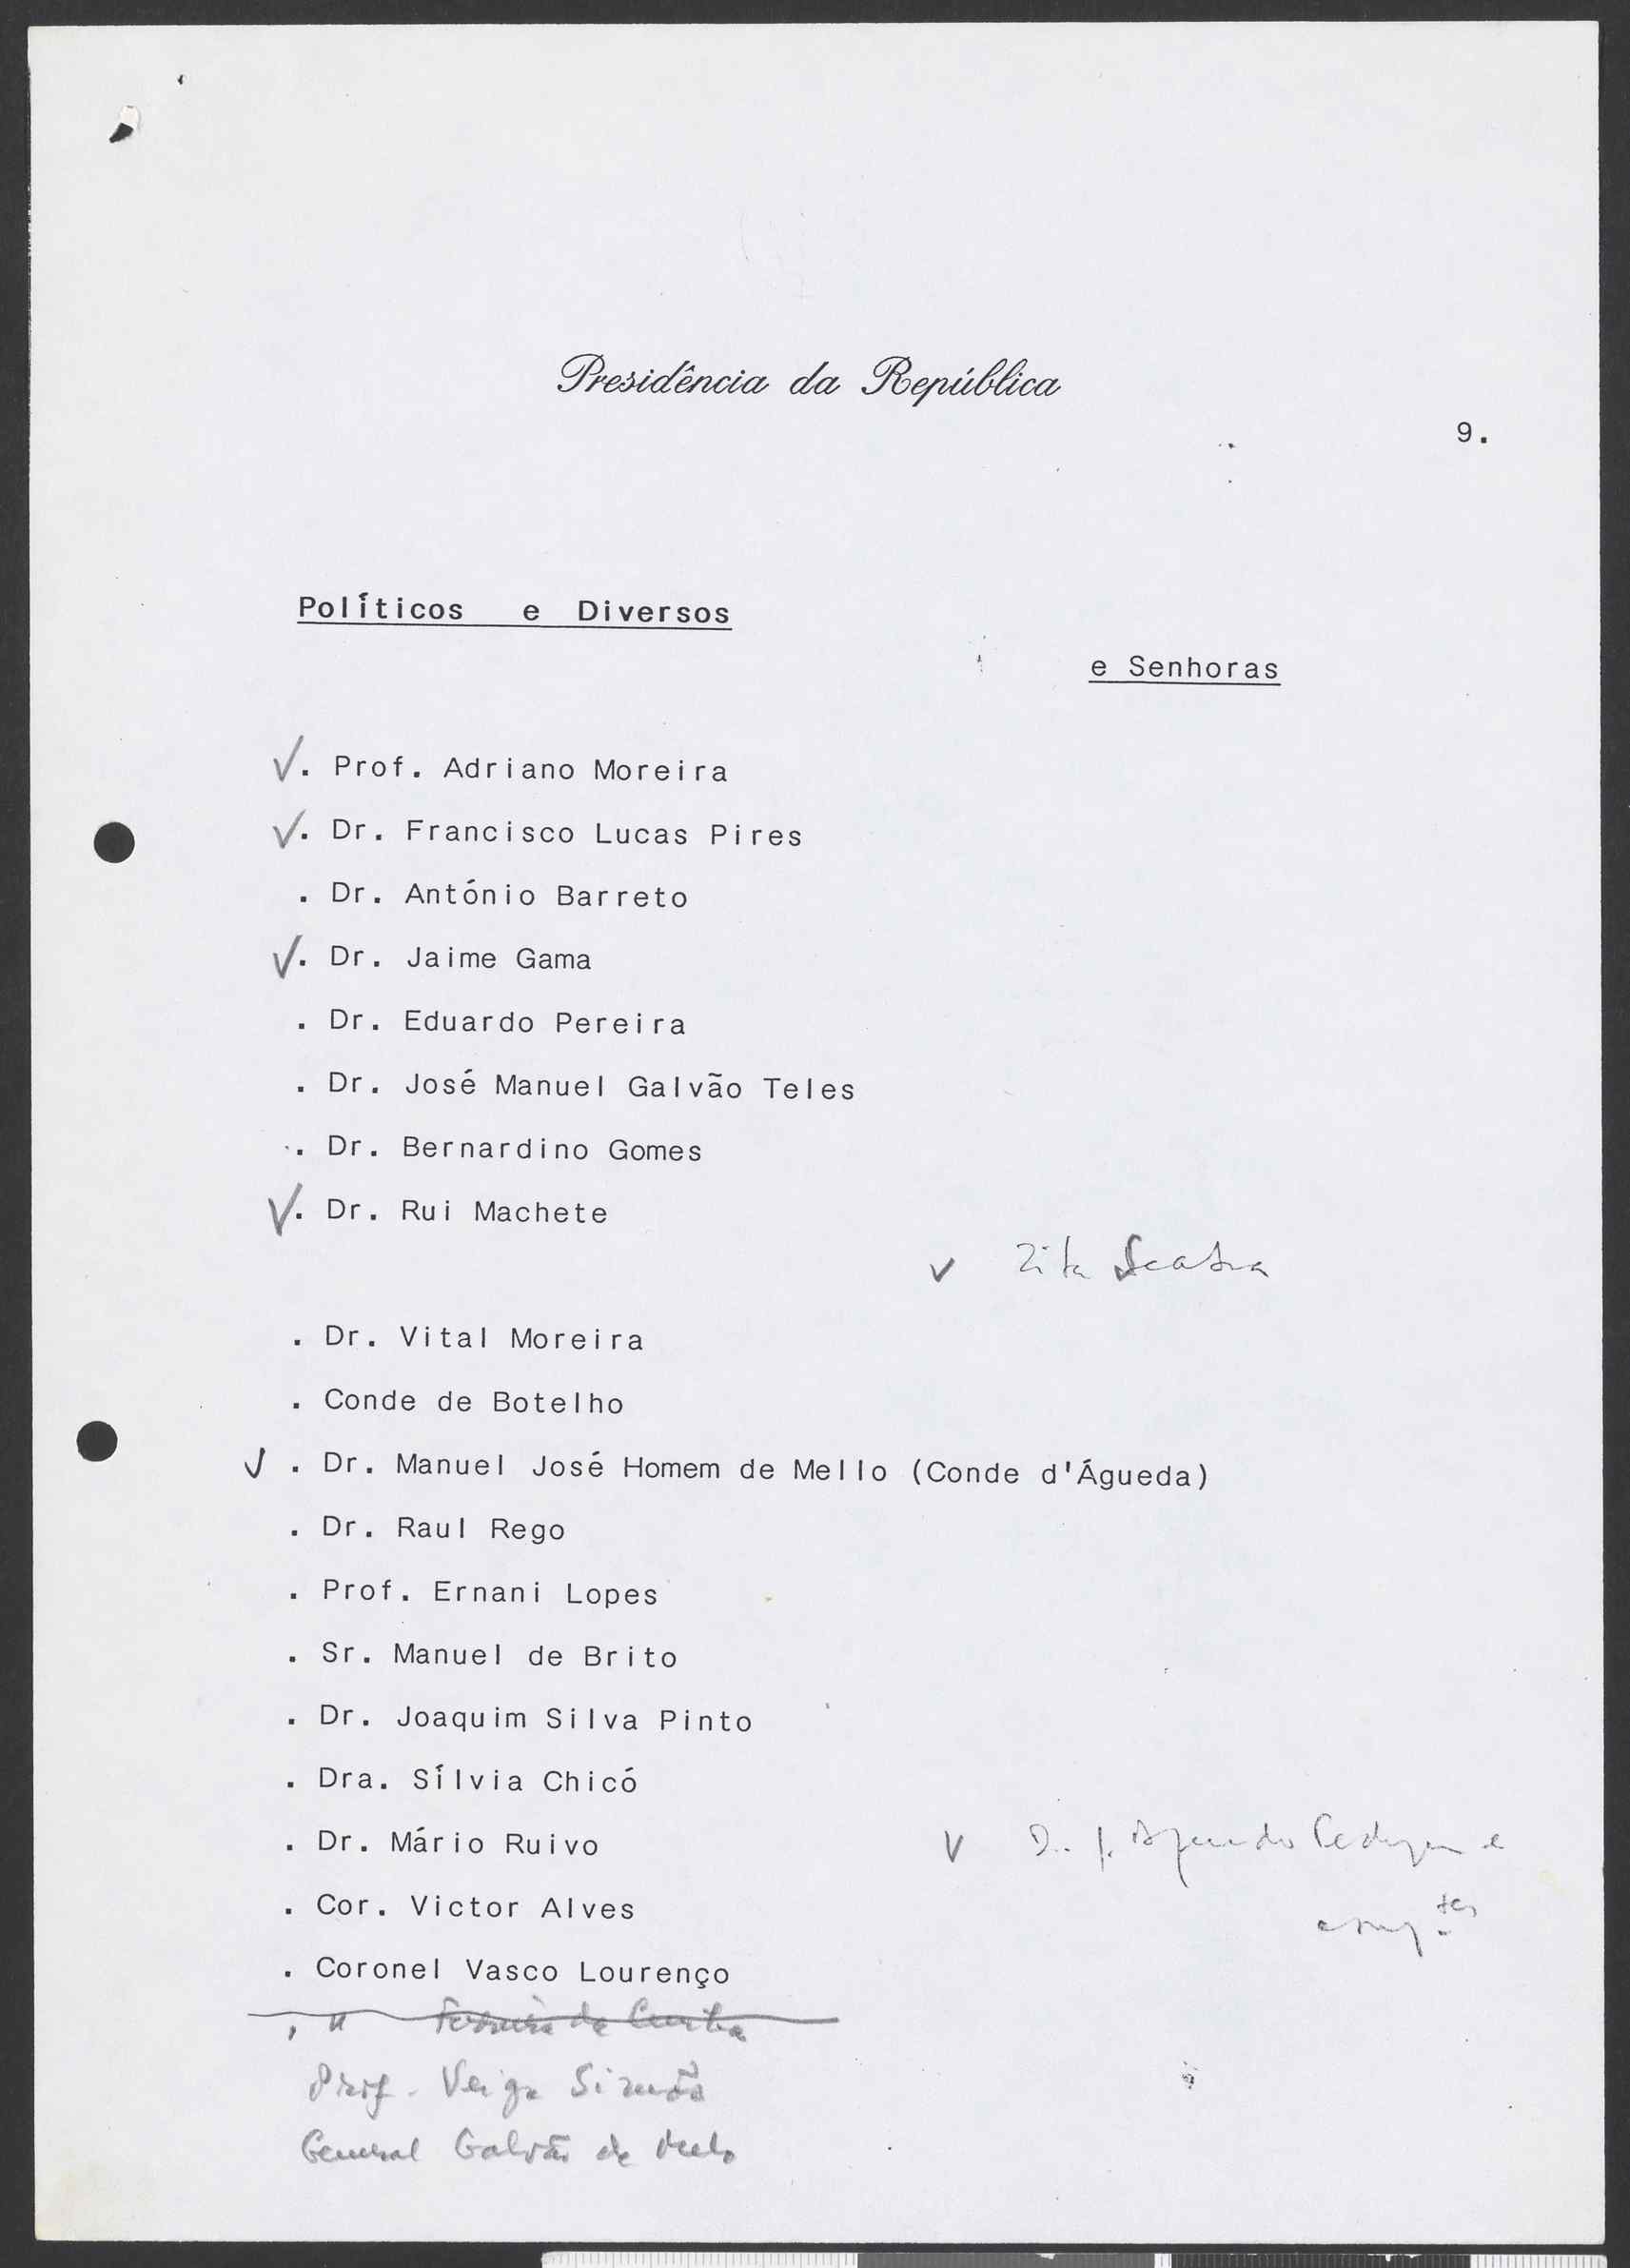 Presidência da República
9.
Políticos e Diversos
e Senhoras
✓. Prof. Adriano Moreira
✓. Dr. Francisco Lucas Pires
. Dr. António Barreto
✓. Dr. Jaime Gama
. Dr. Eduardo Pereira
. Dr. José Manuel Galvão Teles
. Dr. Bernardino Gomes
✓. Dr. Rui Machete
✓ Zita Seabra
. Dr. Vital Moreira
. Conde de Botelho
✓ . Dr. Manuel José Homem de Mello (Conde d'Águeda)
. Dr. Raul Rego
. Prof. Ernani Lopes
. Sr. Manuel de Brito
. Dr. Joaquim Silva Pinto
. Dra. Sílvia Chicó
. Dr. Mário Ruivo
✓ Dr.
. Cor. Victor Alves
. Coronel Vasco Lourenço
. " Ferreira da Cunha
Prof. Veiga Simão
General Galvão de Melo